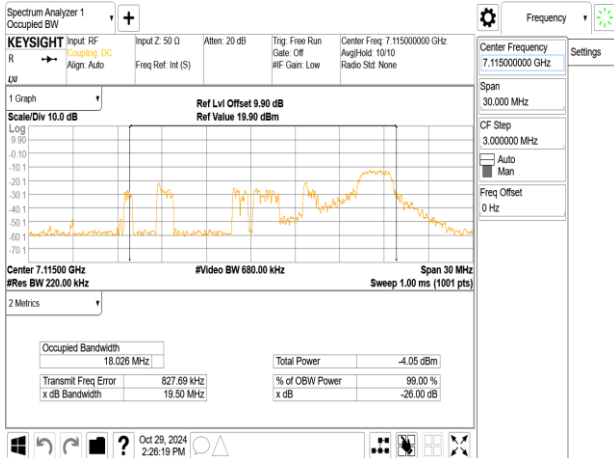 Spectrum Analyzer 1
Occupied BW
Frequency
KEYSIGHT Input: RF Input Z: 50 Ω Atten: 20 dB Trig: Free Run Center Freq: 7.115000000 GHz
R Coupling: DC Gate: Off Avg|Hold: 10/10
Align: Auto Freq Ref: Int (S) #IF Gain: Low Radio Std: None
Center Frequency
7.115000000 GHz
Settings
Span
30.000 MHz
CF Step
3.000000 MHz
Auto
Man
Freq Offset
0 Hz
1 Graph
Ref Lvl Offset 9.90 dB
Scale/Div 10.0 dB Ref Value 19.90 dBm
Log
9.90
-0.10
-10.1
-20.1
-30.1
-40.1
-50.1
-60.1
-70.1
Center 7.11500 GHz #Video BW 680.00 kHz Span 30 MHz
#Res BW 220.00 kHz Sweep 1.00 ms (1001 pts)
2 Metrics
Occupied Bandwidth
18.026 MHz Total Power -4.05 dBm
Transmit Freq Error 827.69 kHz % of OBW Power 99.00 %
x dB Bandwidth 19.50 MHz x dB -26.00 dB
? Oct 29, 2024
2:26:19 PM